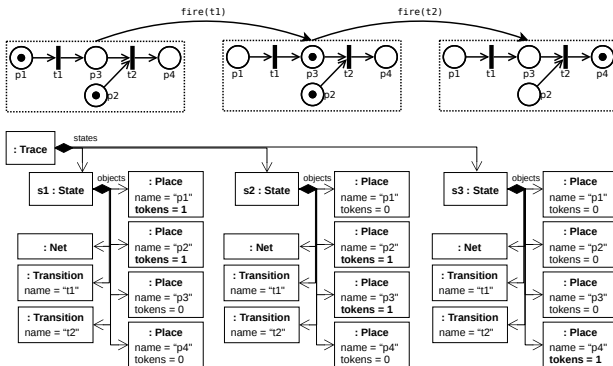 fire(t1)
fire(t2)
p1 t1 p3 t2 p4
p2
p1 t1 p3 t2 p4
p2
p1 t1 p3 t2 p4
p2
: Trace
states
s1 : State
objects
: Place
name = "p1"
tokens = 1
: Net
: Place
name = "p2"
tokens = 1
: Transition
name = "t1"
: Place
name = "p3"
tokens = 0
: Transition
name = "t2"
: Place
name = "p4"
tokens = 0
s2 : State
objects
: Place
name = "p1"
tokens = 0
: Net
: Place
name = "p2"
tokens = 1
: Transition
name = "t1"
: Place
name = "p3"
tokens = 1
: Transition
name = "t2"
: Place
name = "p4"
tokens = 0
s3 : State
objects
: Place
name = "p1"
tokens = 0
: Net
: Place
name = "p2"
tokens = 0
: Transition
name = "t1"
: Place
name = "p3"
tokens = 0
: Transition
name = "t2"
: Place
name = "p4"
tokens = 1